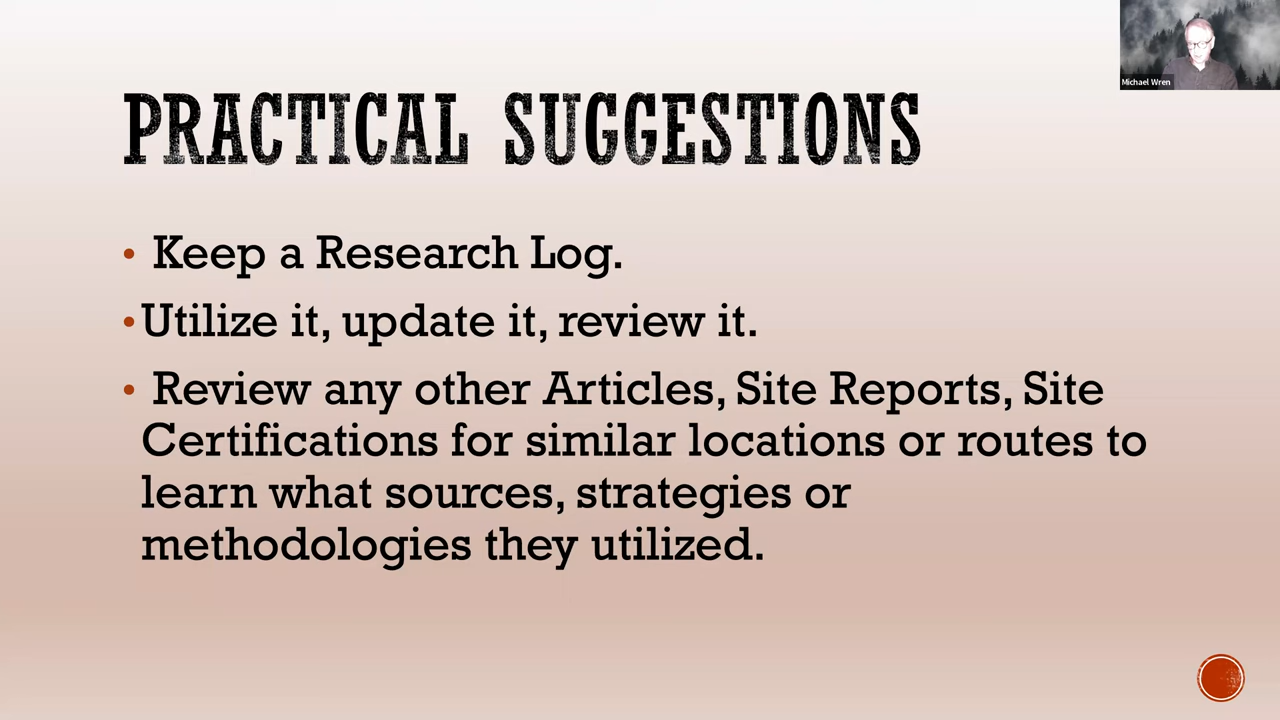 Michael Wren
PRACTICAL SUGGESTIONS
• Keep a Research Log.
• Utilize it, update it, review it.
• Review any other Articles, Site Reports, Site
Certifications for similar locations or routes to
learn what sources, strategies or
methodologies they utilized.